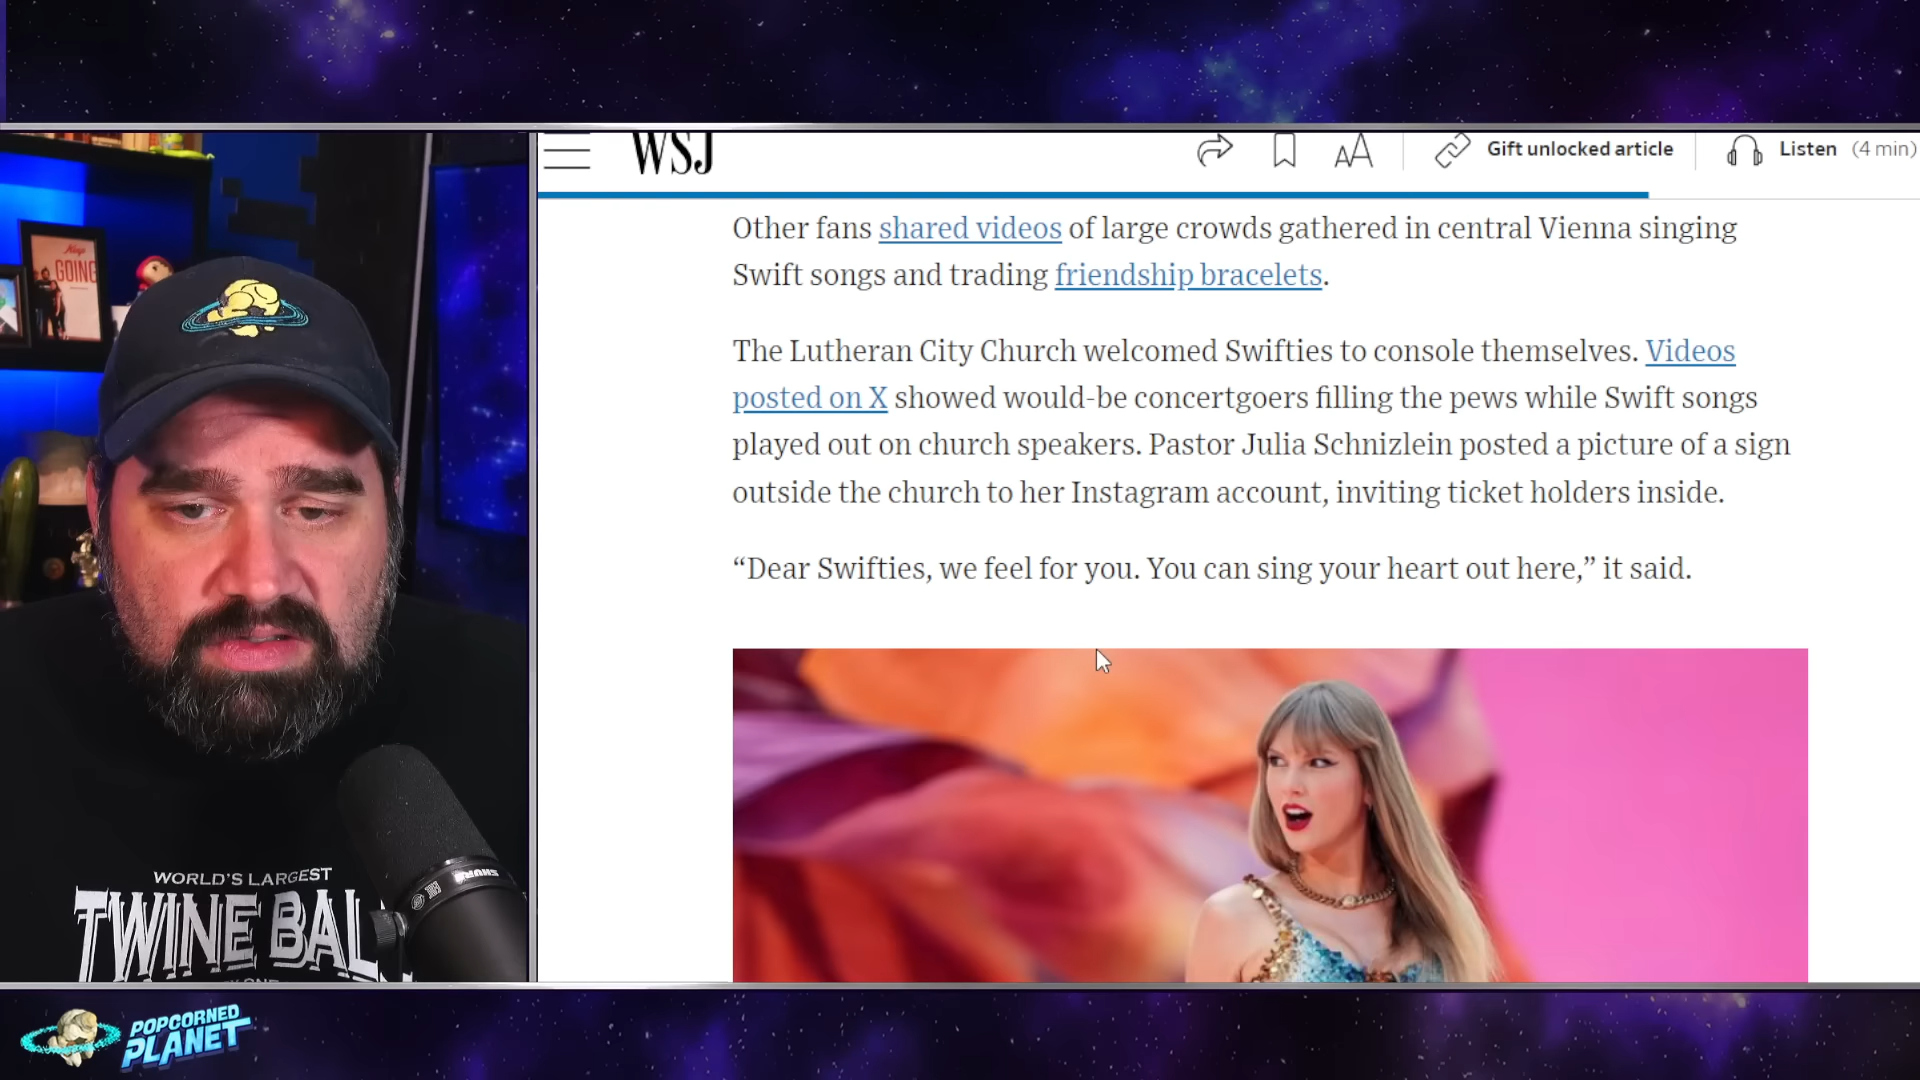 WSJ
Gift unlocked article
Listen (4 min)
Other fans shared videos of large crowds gathered in central Vienna singing
Swift songs and trading friendship bracelets.
The Lutheran City Church welcomed Swifties to console themselves. Videos
posted on X showed would-be concertgoers filling the pews while Swift songs
played out on church speakers. Pastor Julia Schnizlein posted a picture of a sign
outside the church to her Instagram account, inviting ticket holders inside.
“Dear Swifties, we feel for you. You can sing your heart out here,” it said.
GOING
WORLD'S LARGEST
TWINE BAL
SHURE
POPCORNED
PLANET